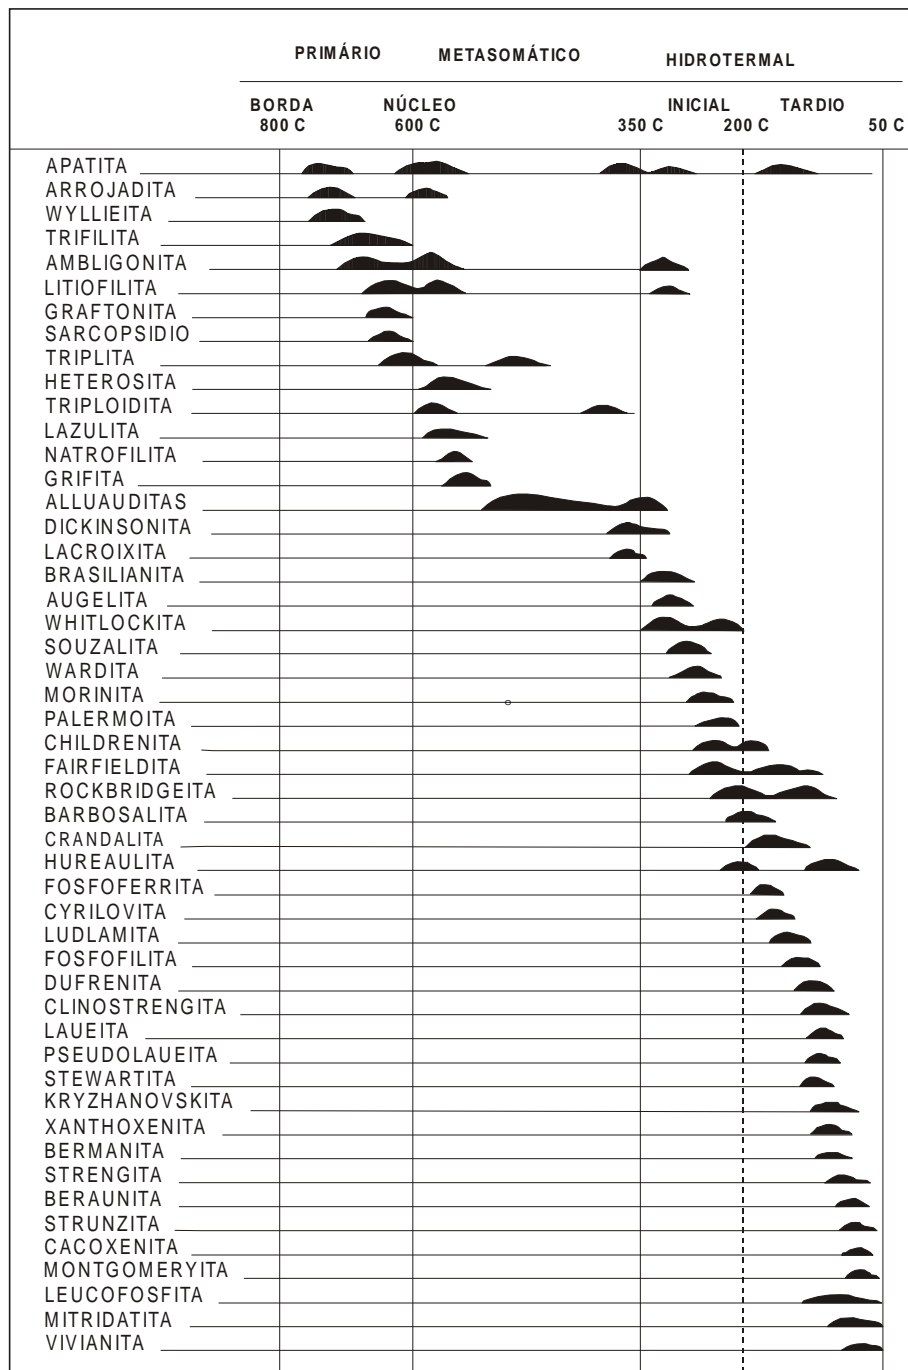 PRIMÁRIO METASOMÁTICO HIDROTERMAL
BORDA NÚCLEO INICIAL TARDIO
800 C 600 C 350 C 200 C 50 C
APATITA
ARROJADITA
WYLLIEITA
TRIFILITA
AMBLIGONITA
LITIOFILITA
GRAFTONITA
SARCOPSIDIO
TRIPLITA
HETEROSITA
TRIPLOIDITA
LAZULITA
NATROFILITA
GRIFITA
ALLUAUDITAS
DICKINSONITA
LACROIXITA
BRASILIANITA
AUGELITA
WHITLOCKITA
SOUZALITA
WARDITA
MORINITA
PALERMOITA
CHILDRENITA
FAIRFIELDITA
ROCKBRIDGEITA
BARBOSALITA
CRANDALITA
HUREAULITA
FOSFOFERRITA
CYRILOVITA
LUDLAMITA
FOSFOFILITA
DUFRENITA
CLINOSTRENGITA
LAUEITA
PSEUDOLAUEITA
STEWARTITA
KRYZHANOVSKITA
XANTHOXENITA
BERMANITA
STRENGITA
BERAUNITA
STRUNZITA
CACOXENITA
MONTGOMERYITA
LEUCOFOSFITA
MITRIDATITA
VIVIANITA